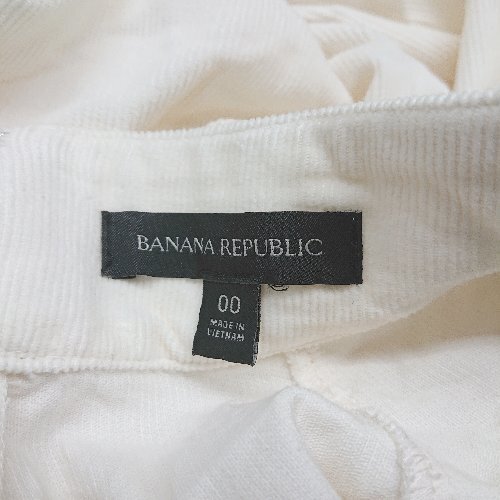 BANANA REPUBLIC
00
MADE IN
VIETNAM